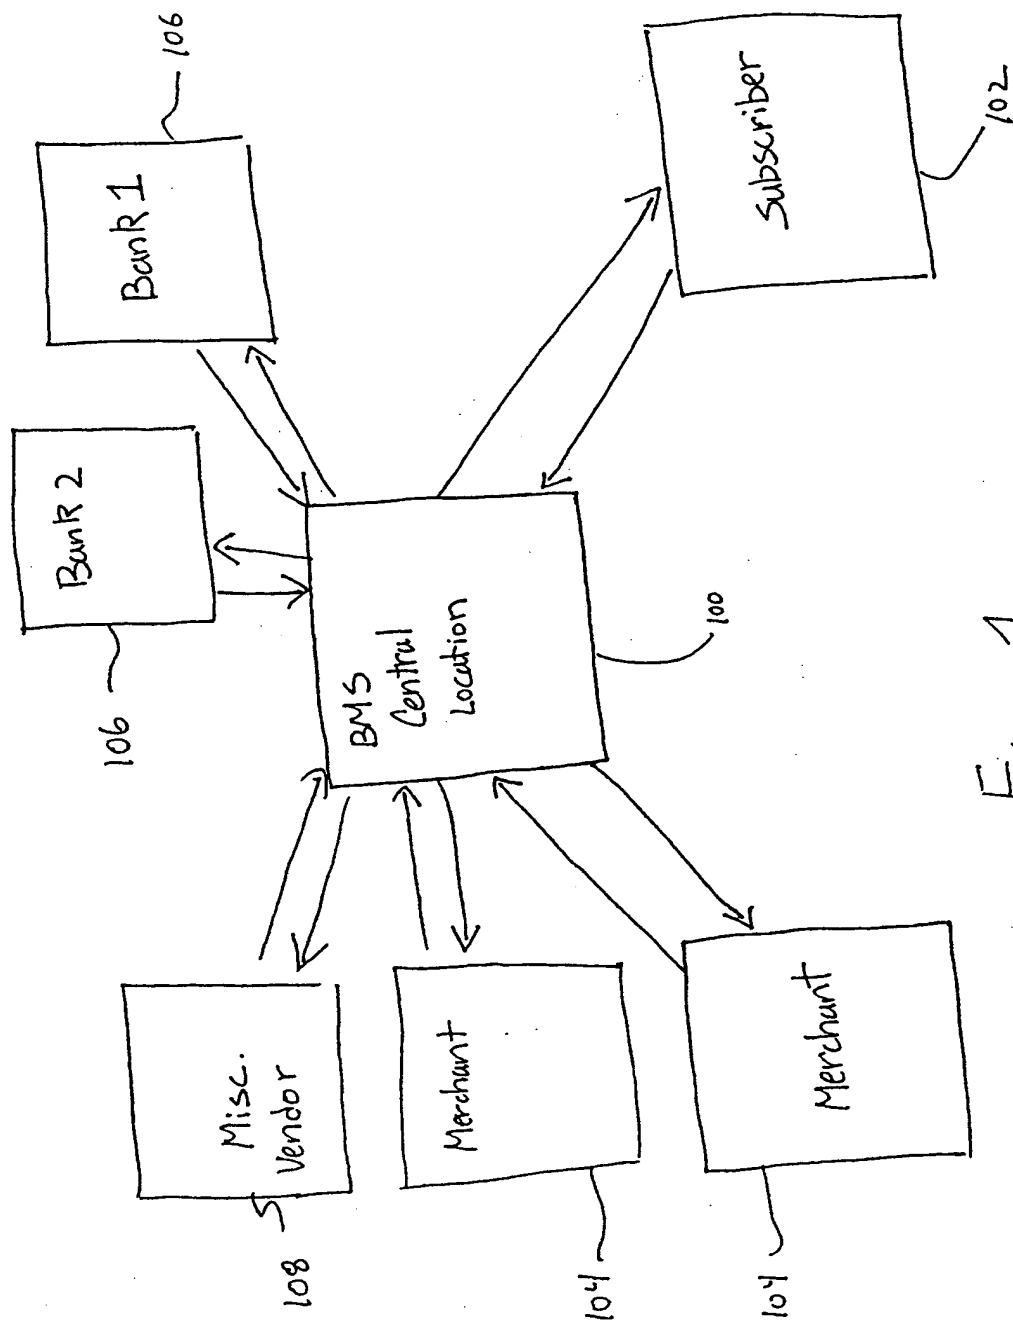 Bank 2
106
Bank 1
106
Misc.
Vendor
108
BMS
Central
Location
Merchant
104
100
Subscriber
104
Merchant
102
1